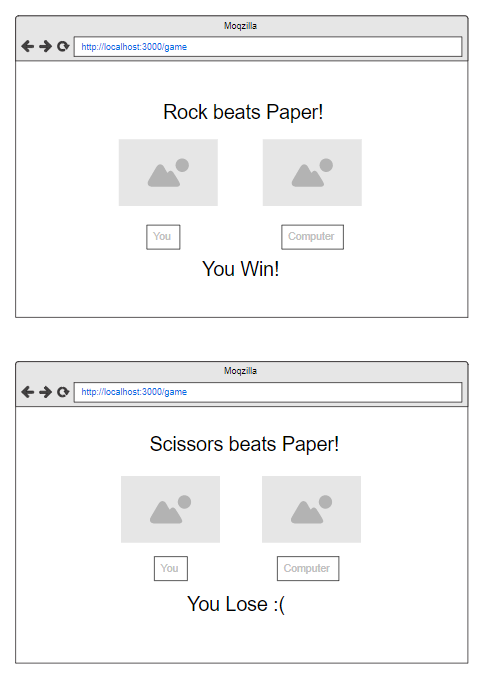 Moqzilla
http://localhost:3000/game
Rock beats Paper!
You
Computer
You Win!
Moqzilla
http://localhost:3000/game
Scissors beats Paper!
You
Computer
You Lose :(